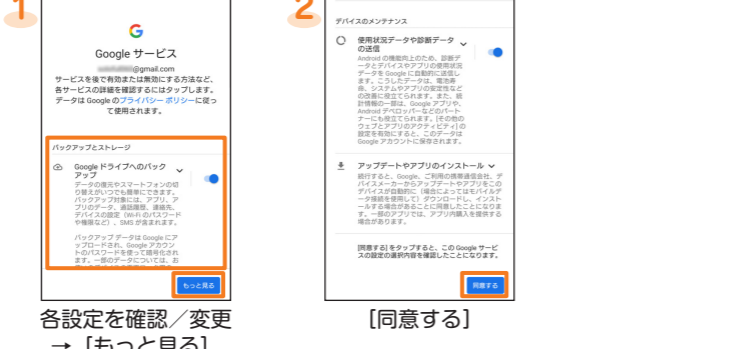 1
Google サービス
@gmail.com
サービスを後で有効または無効にする方法など、
各サービスの詳細を確認するにはタップします。
データは Google のプライバシー ポリシーに従っ
て使用されます。
バックアップとストレージ
Google ドライブへのバック
アップ
データの復元やスマートフォンの切
り替えがいつでも簡単にできます。
バックアップ対象には、アプリ、ア
プリのデータ、通話履歴、連絡先、
デバイスの設定（Wi-Fi のパスワード
や権限など）、SMS が含まれます。
バックアップ データは Google にア
ップロードされ、Google アカウン
トのパスワードを使って暗号化され
ます。一部のデータについては、お
もっと見る
各設定を確認／変更
→［もっと見る］
2
デバイスのメンテナンス
使用状況データや診断データ
の送信
Android の機能向上のため、診断デ
ータとデバイスやアプリの使用状況
データを Google に自動的に送信し
ます。こうしたデータは、電池寿
命、システムやアプリの安定性など
の改善に役立てられます。また、統
計情報の一部は、Google アプリや、
Android デベロッパーなどのパート
ナーにも役立てられます。[その他の
ウェブとアプリのアクティビティ] の
設定を有効にすると、このデータは
Google アカウントに保存されます。
アップデートやアプリのインストール
続行すると、Google、ご利用の携帯通信会社、デ
バイスメーカーからアップデートやアプリをこの
デバイスが自動的に（場合によってはモバイルデ
ータ接続を使用して）ダウンロードし、インスト
ールする場合があることに同意したことになりま
す。一部のアプリでは、アプリ内購入を提供する
場合があります。
[同意する] をタップすると、この Google サービ
スの設定の選択内容を確認したことになります。
同意する
［同意する］